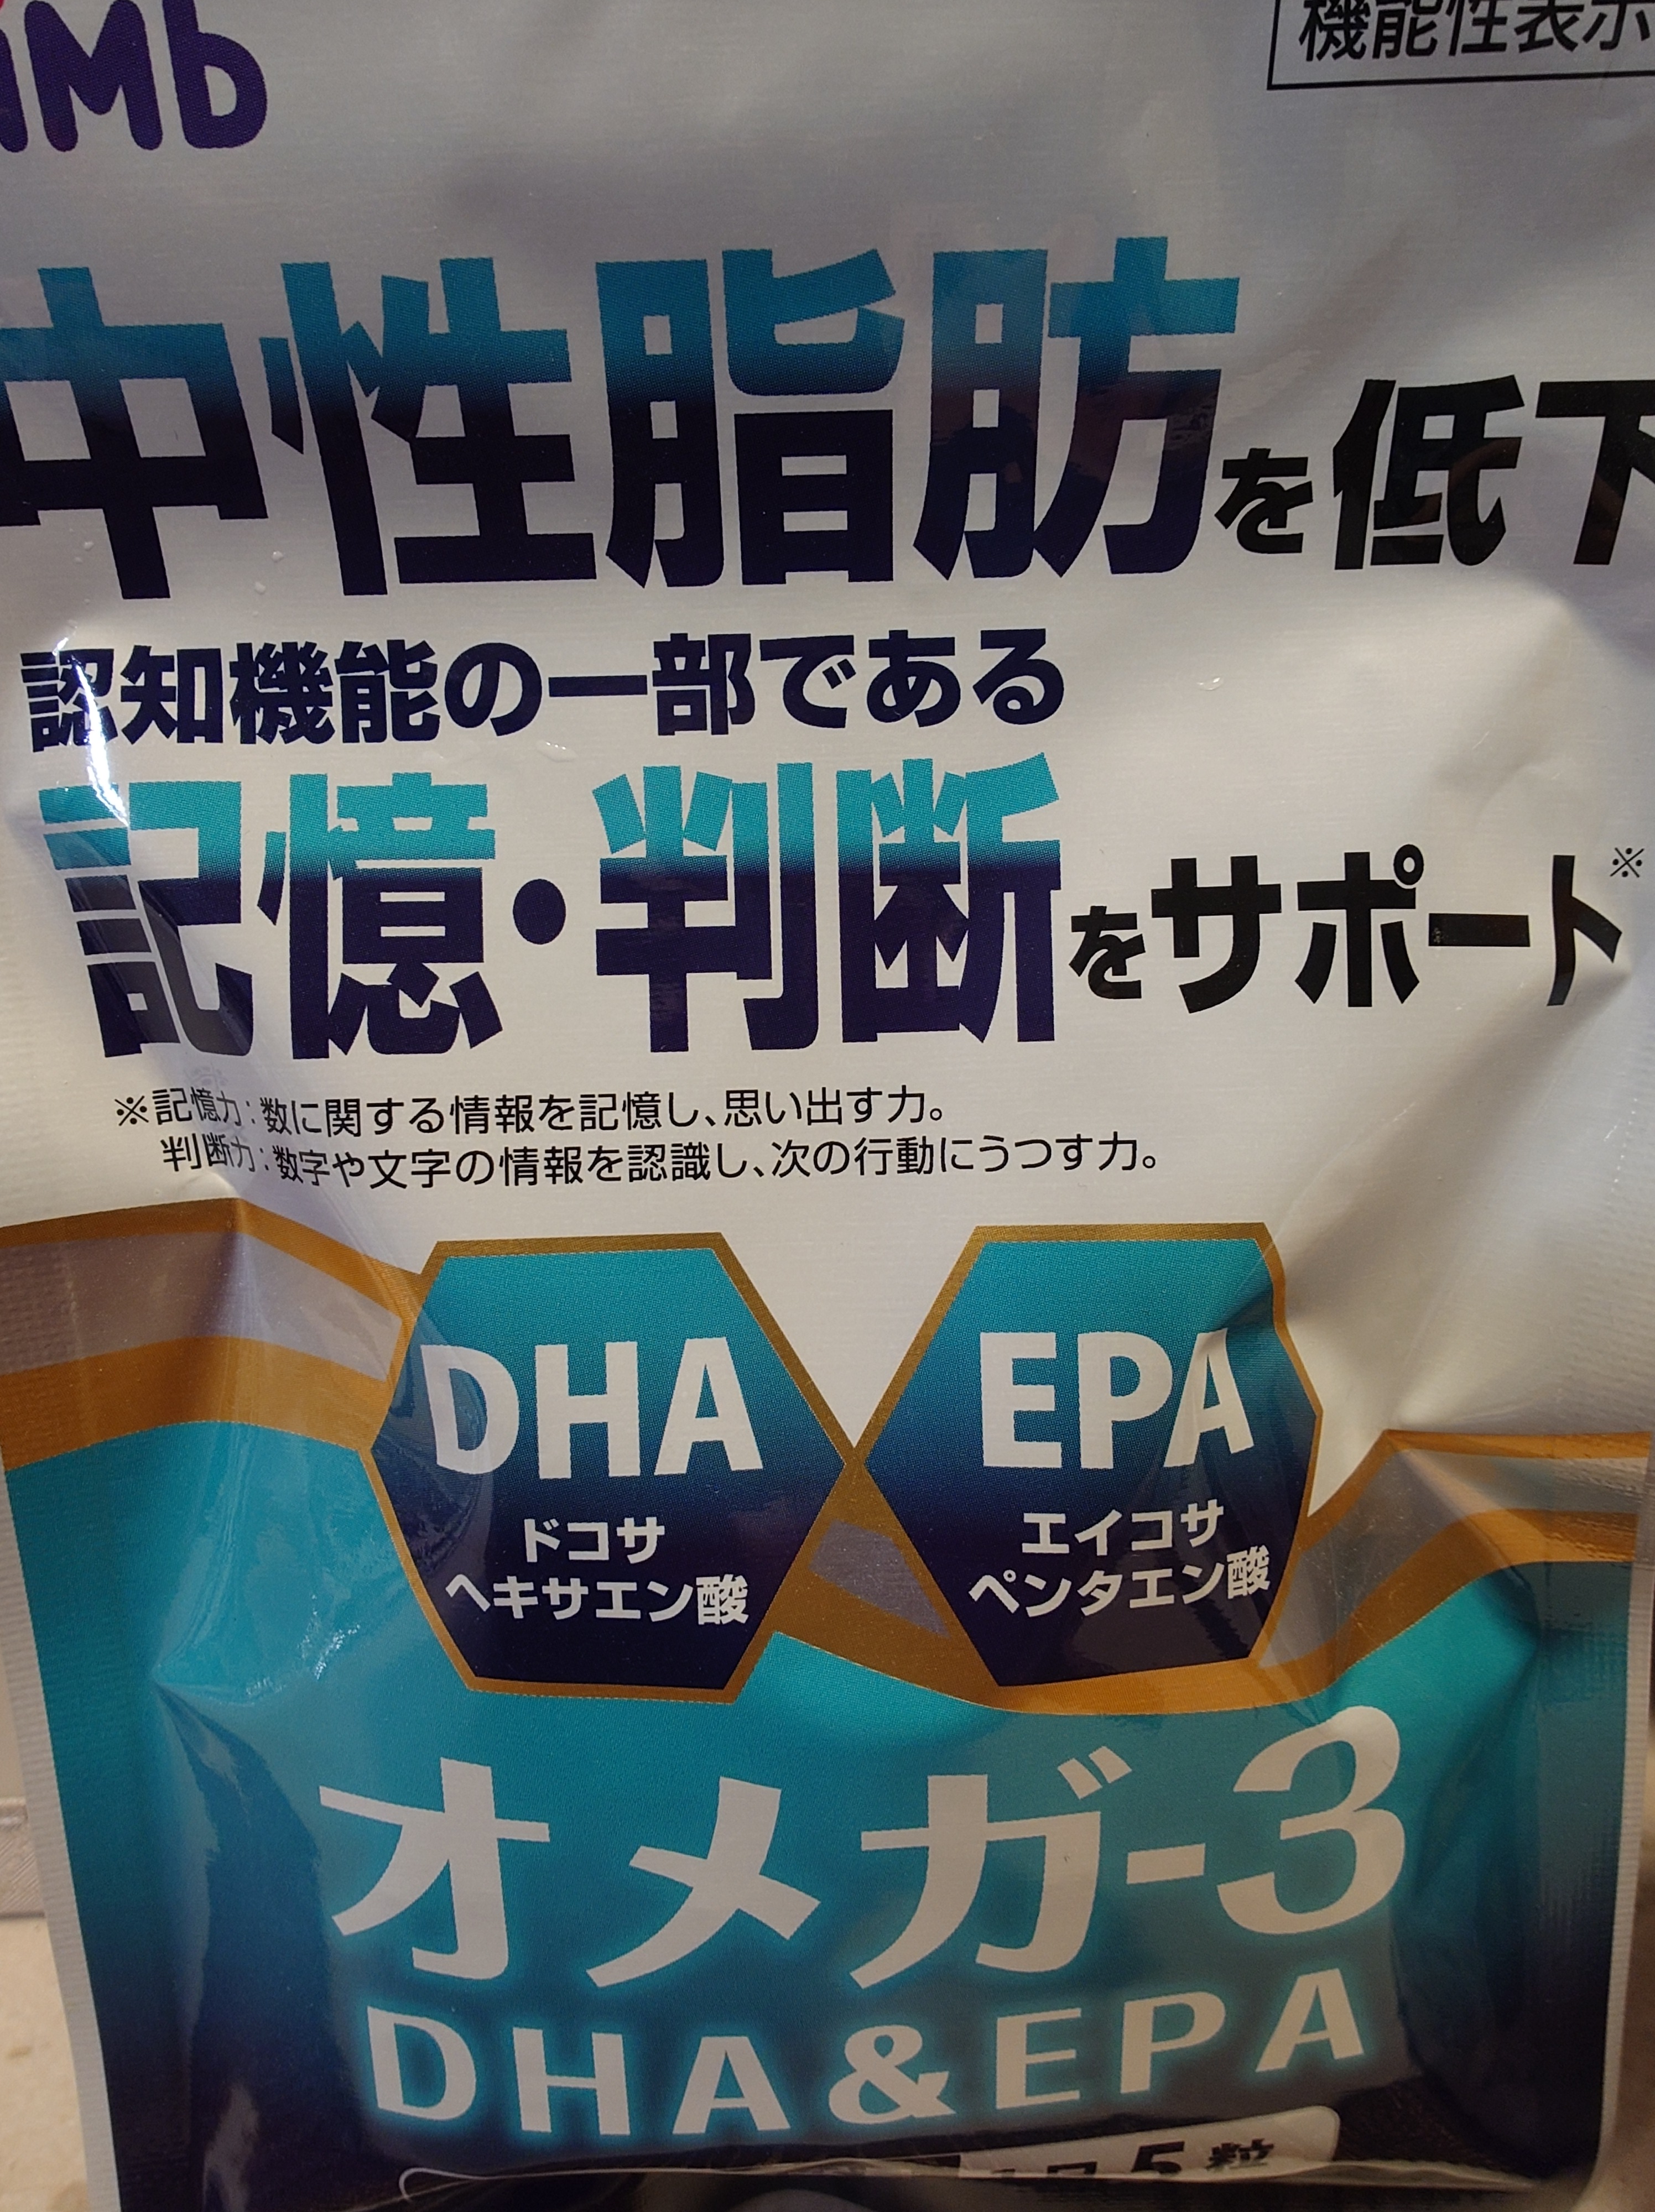 機能性表示
中性脂肪を低下
認知機能の一部である
記憶・判断をサポート※
※記憶力:数に関する情報を記憶し、思い出す力。
判断力:数字や文字の情報を認識し、次の行動にうつす力。
DHA
ドコサ
ヘキサエン酸
EPA
エイコサ
ペンタエン酸
オメガ-3
DHA&EPA
5粒